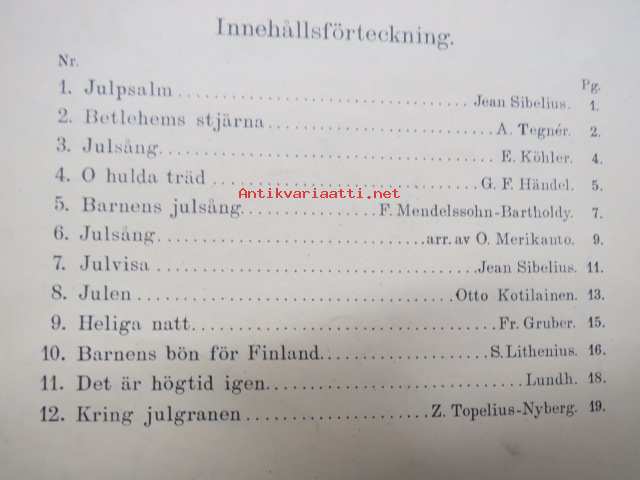 Innehållsförteckning.
Nr. Pg.
1. Julpsalm Jean Sibelius. 1.
2. Betlehems stjärna A. Tegnér. 2.
3. Julsång. E. Köhler. 4.
4. O hulda träd G. F. Händel. 5.
Antikvariaatti.net
5. Barnens julsång. F. Mendelssohn-Bartholdy. 7.
6. Julsång arr. av O. Merikanto. 9.
7. Julvisa Jean Sibelius. 11.
8. Julen Otto Kotilainen. 13.
9. Heliga natt. Fr. Gruber. 15.
10. Barnens bön för Finland. S. Lithenius. 16.
11. Det är högtid igen. Lundh. 18.
12. Kring julgranen Z. Topelius-Nyberg. 19.